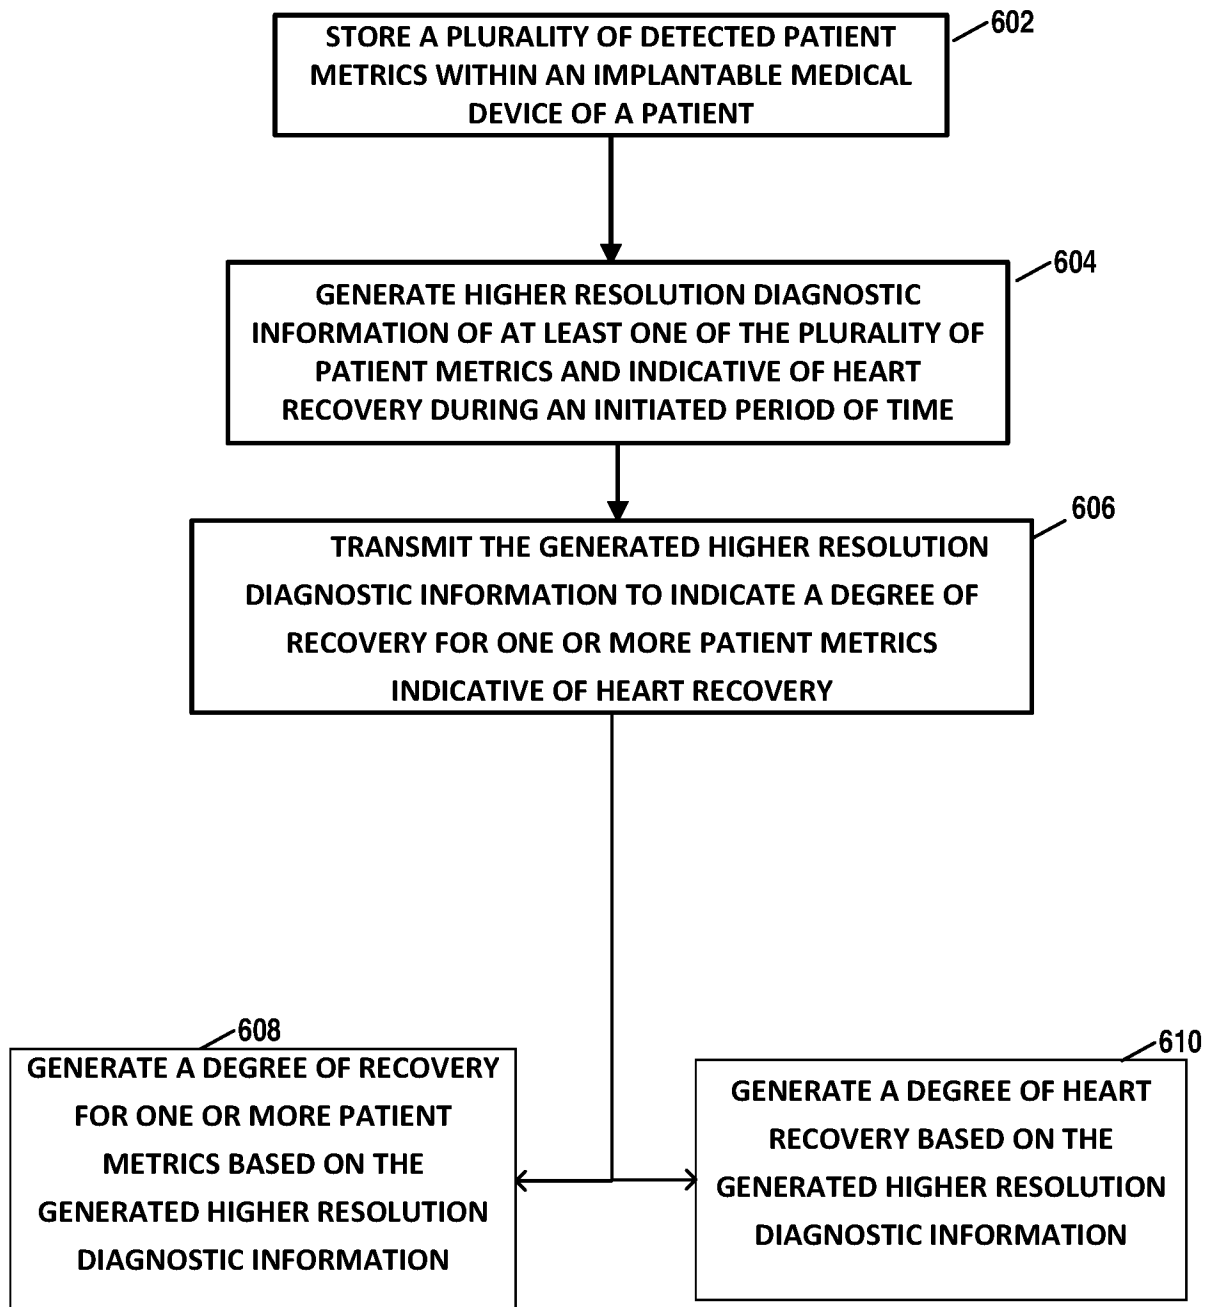 602
STORE A PLURALITY OF DETECTED PATIENT
METRICS WITHIN AN IMPLANTABLE MEDICAL
DEVICE OF A PATIENT
604
GENERATE HIGHER RESOLUTION DIAGNOSTIC
INFORMATION OF AT LEAST ONE OF THE PLURALITY OF
PATIENT METRICS AND INDICATIVE OF HEART
RECOVERY DURING AN INITIATED PERIOD OF TIME
606
TRANSMIT THE GENERATED HIGHER RESOLUTION
DIAGNOSTIC INFORMATION TO INDICATE A DEGREE OF
RECOVERY FOR ONE OR MORE PATIENT METRICS
INDICATIVE OF HEART RECOVERY
608
GENERATE A DEGREE OF RECOVERY
FOR ONE OR MORE PATIENT
METRICS BASED ON THE
GENERATED HIGHER RESOLUTION
DIAGNOSTIC INFORMATION
610
GENERATE A DEGREE OF HEART
RECOVERY BASED ON THE
GENERATED HIGHER RESOLUTION
DIAGNOSTIC INFORMATION